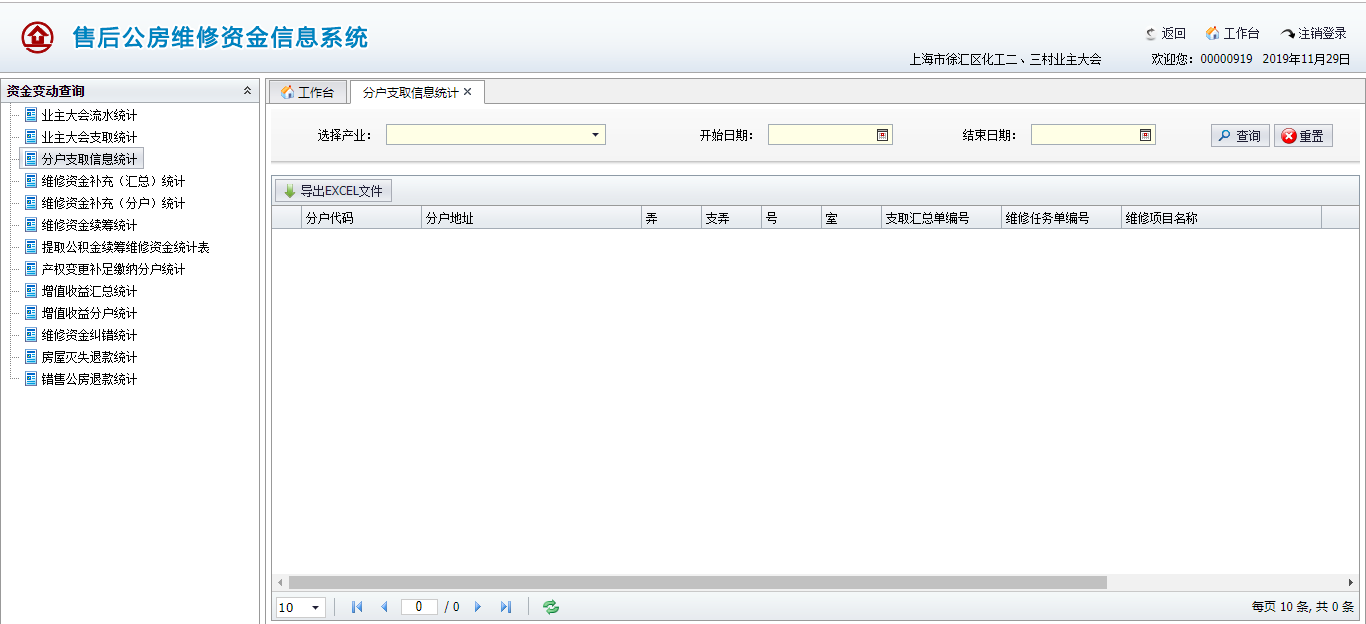 售后公房维修资金信息系统
返回 工作台 注销登录
上海市徐汇区化工二、三村业主大会 欢迎您: 00000919 2019年11月29日
资金变动查询
业主大会流水统计
业主大会支取统计
分户支取信息统计
维修资金补充（汇总）统计
维修资金补充（分户）统计
维修资金续筹统计
提取公积金续筹维修资金统计表
产权变更补足缴纳分户统计
增值收益汇总统计
增值收益分户统计
维修资金纠错统计
房屋灭失退款统计
错售公房退款统计
工作台 分户支取信息统计
选择产业: 开始日期: 结束日期: 查询 重置
导出EXCEL文件
分户代码 分户地址 弄 支弄 号 室 支取汇总单编号 维修任务单编号 维修项目名称
10 0 / 0 每页 10 条, 共 0 条